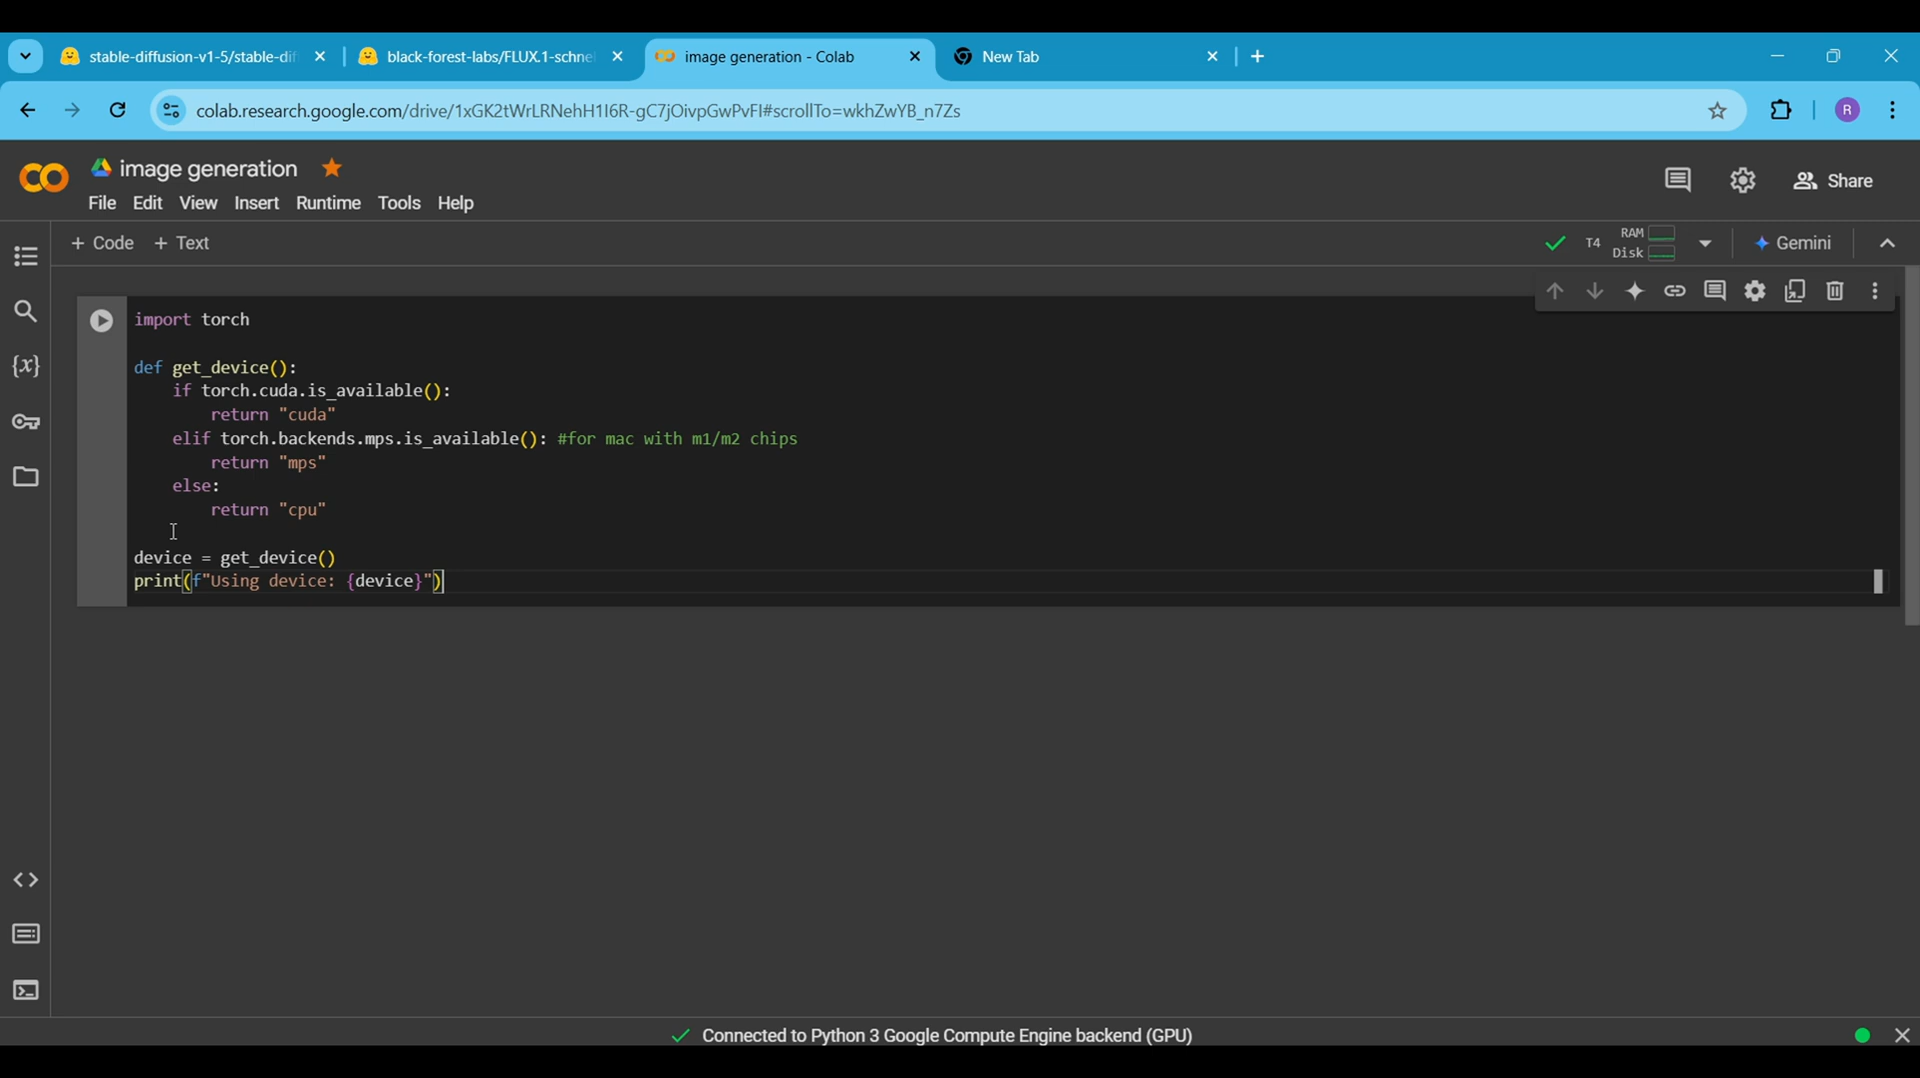 stable-diffusion-v1-5/stable-dif
black-forest-labs/FLUX.1-schne
image generation - Colab
New Tab
colab.research.google.com/drive/1xGK2tWrLRNehH1I6R-gC7jOivpGwPvFI#scrollTo=wkhZwYB_n7Zs
R
image generation
Share
File Edit View Insert Runtime Tools Help
+ Code + Text
T4
RAM
Disk
Gemini
import torch
def get_device():
    if torch.cuda.is_available():
        return "cuda"
    elif torch.backends.mps.is_available(): #for mac with m1/m2 chips
        return "mps"
    else:
        return "cpu"
device = get_device()
print(f"Using device: {device}")
{x}
Connected to Python 3 Google Compute Engine backend (GPU)